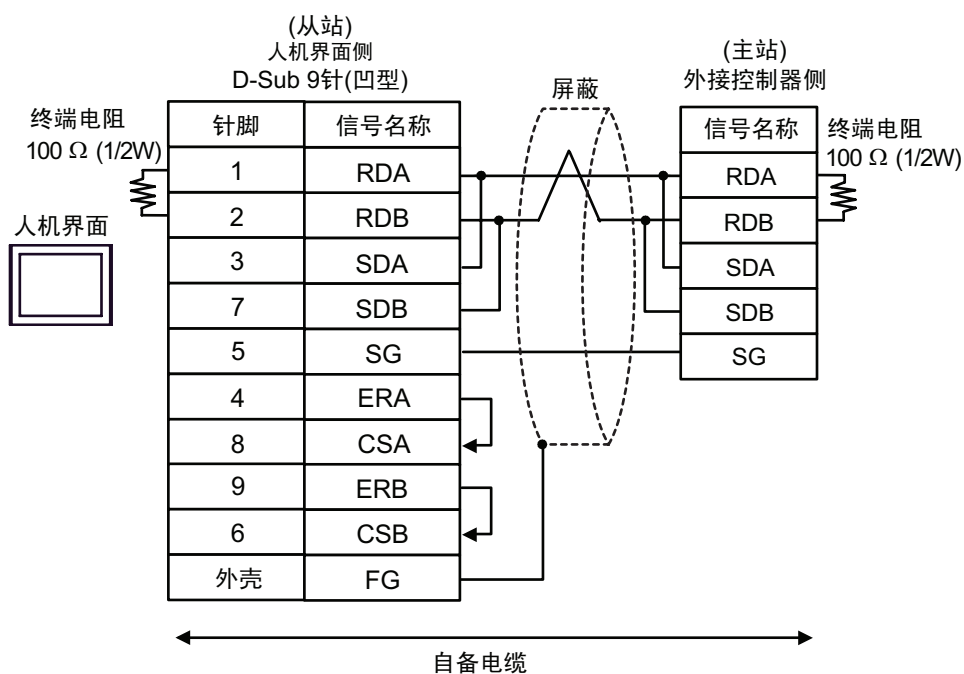 (从站)
人机界面侧
D-Sub 9针(凹型)
屏蔽
(主站)
外接控制器侧
终端电阻
100 Ω (1/2W)
针脚 信号名称
1 RDA
2 RDB
3 SDA
7 SDB
5 SG
4 ERA
8 CSA
9 ERB
6 CSB
外壳 FG
人机界面
信号名称
RDA
RDB
SDA
SDB
SG
终端电阻
100 Ω (1/2W)
自备电缆